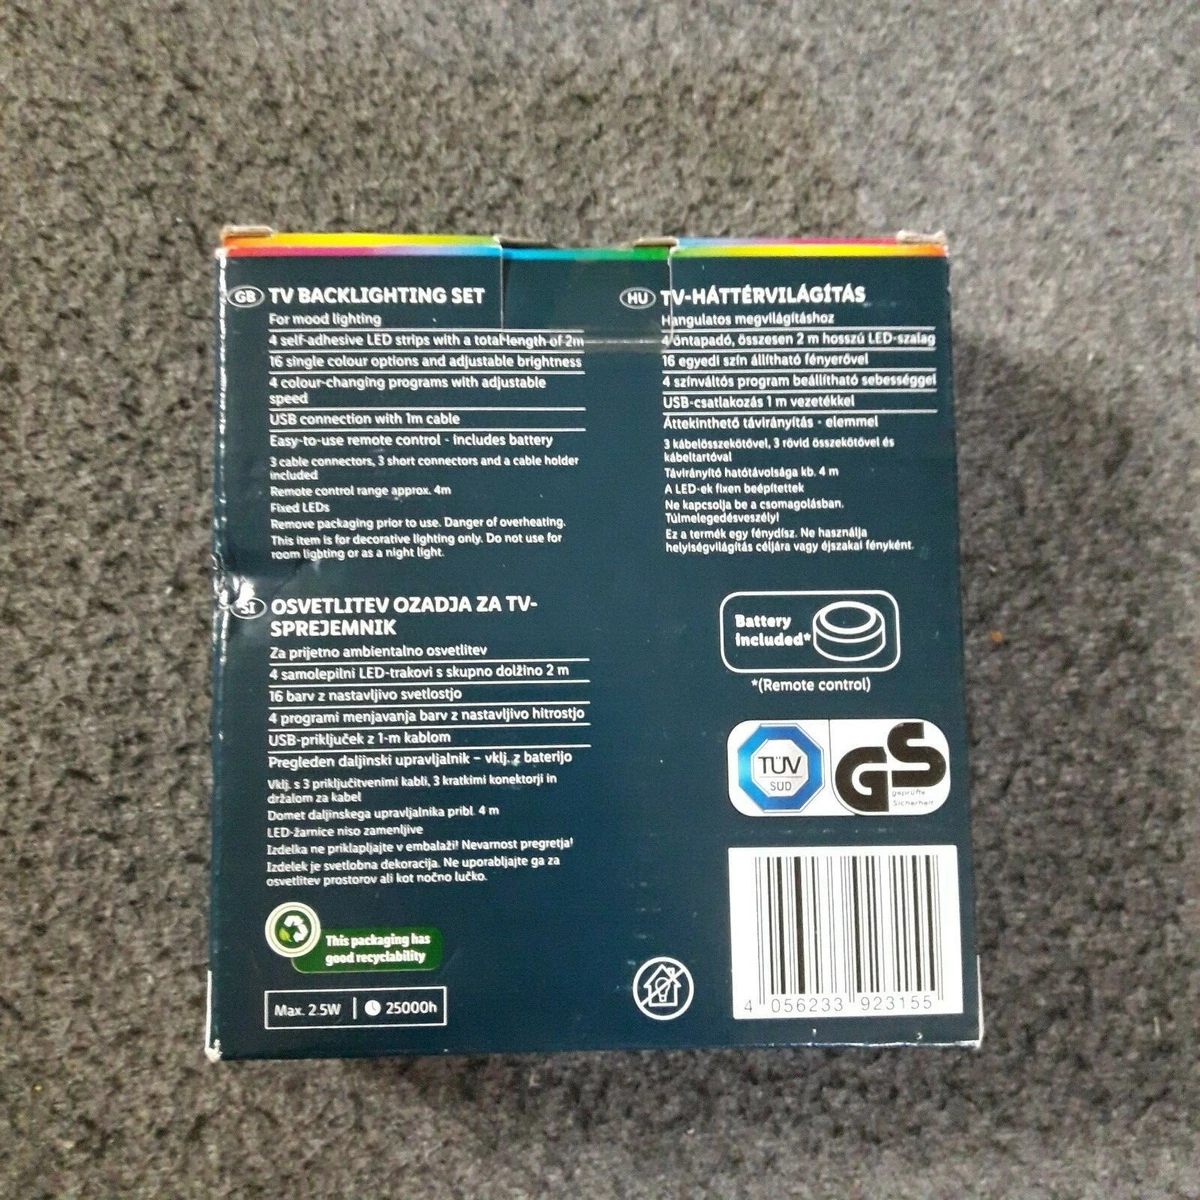 GB TV BACKLIGHTING SET
For mood lighting
4 self-adhesive LED strips with a total length of 2m
16 single colour options and adjustable brightness
4 colour-changing programs with adjustable
speed
USB connection with 1m cable
Easy-to-use remote control - includes battery
3 cable connectors, 3 short connectors and a cable holder
included
Remote control range approx. 4m
Fixed LEDs
Remove packaging prior to use. Danger of overheating.
This item is for decorative lighting only. Do not use for
room lighting or as a night light.
HU TV-HÁTTÉRVILÁGÍTÁS
Hangulatos megvilágításhoz
4 öntapadó, összesen 2 m hosszú LED-szalag
16 egyedi szín állítható fényerővel
4 színváltós program beállítható sebességgel
USB-csatlakozás 1 m vezetékkel
Áttekinthető távirányítás - elemmel
3 kábelösszekötővel, 3 rövid összekötővel és
kábeltartóval
Távirányító hatótávolsága kb. 4 m
A LED-ek fixen beépítettek
Ne kapcsolja be a csomagolásban.
Túlmelegedésveszély!
Ez a termék egy fénydísz. Ne használja
helyiségvilágítás céljára vagy éjszakai fényként.
SI OSVETLITEV OZADJA ZA TV-
SPREJEMNIK
Za prijetno ambientalno osvetlitev
4 samolepilni LED-trakovi s skupno dolžino 2 m
16 barv z nastavljivo svetlostjo
4 programi menjavanja barv z nastavljivo hitrostjo
USB-priključek z 1-m kablom
Pregleden daljinski upravljalnik – vklj. z baterijo
Vklj. s 3 priključitvenimi kabli, 3 kratkimi konektorji in
držalom za kabel
Domet daljinskega upravljalnika pribl. 4 m
LED-žarnice niso zamenljive
Izdelka ne priklapljajte v embalaži! Nevarnost pregretja!
Izdelek je svetlobna dekoracija. Ne uporabljajte ga za
osvetlitev prostorov ali kot nočno lučko.
Battery
included*
*(Remote control)
TÜV
SÜD
GS
geprüfte
Sicherheit
This packaging has
good recyclability
Max. 2.5W | 25000h
4 056233 923155